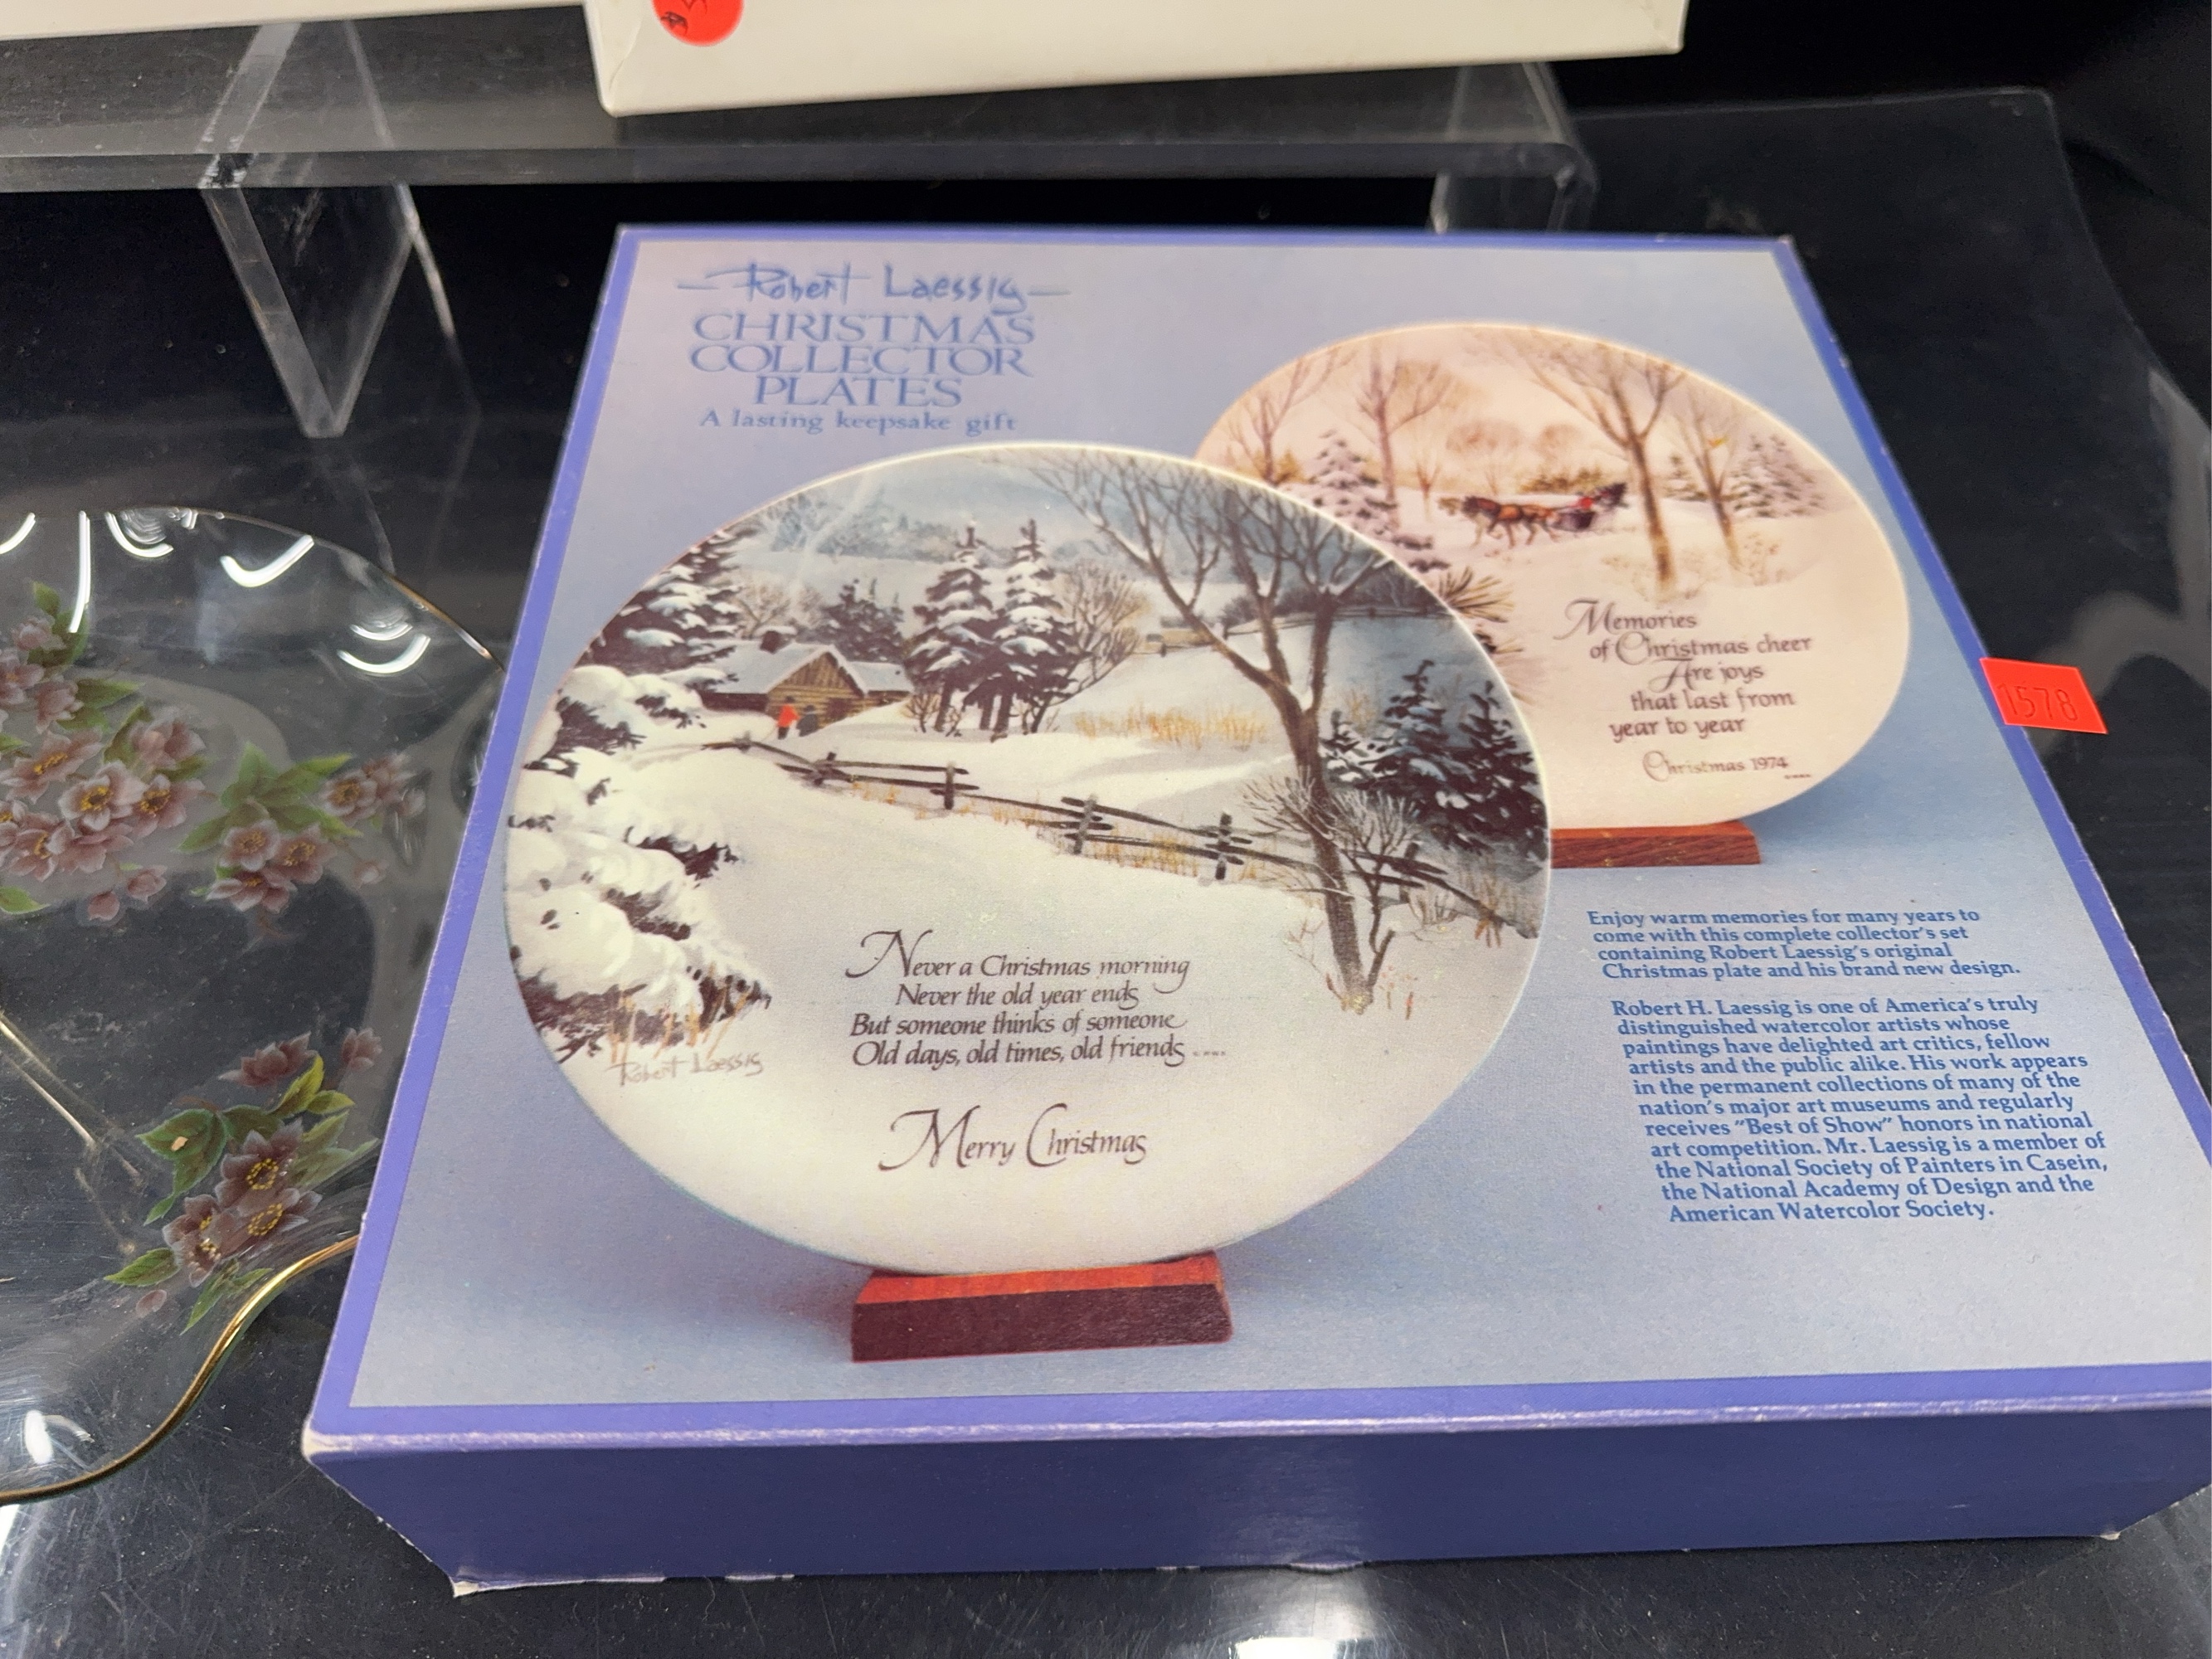 Robert Laessig
CHRISTMAS
COLLECTOR
PLATES
A lasting keepsake gift
Memories
of Christmas cheer
Are joys
that last from
year to year
Christmas 1974
1578
Never a Christmas morning
Never the old year ends
But someone thinks of someone
Old days, old times, old friends....
Merry Christmas
Robert Laessig
Enjoy warm memories for many years to
come with this complete collector's set
containing Robert Laessig's original
Christmas plate and his brand new design.
Robert H. Laessig is one of America's truly
distinguished watercolor artists whose
paintings have delighted art critics, fellow
artists and the public alike. His work appears
in the permanent collections of many of the
nation's major art museums and regularly
receives "Best of Show" honors in national
art competition. Mr. Laessig is a member of
the National Society of Painters in Casein,
the National Academy of Design and the
American Watercolor Society.